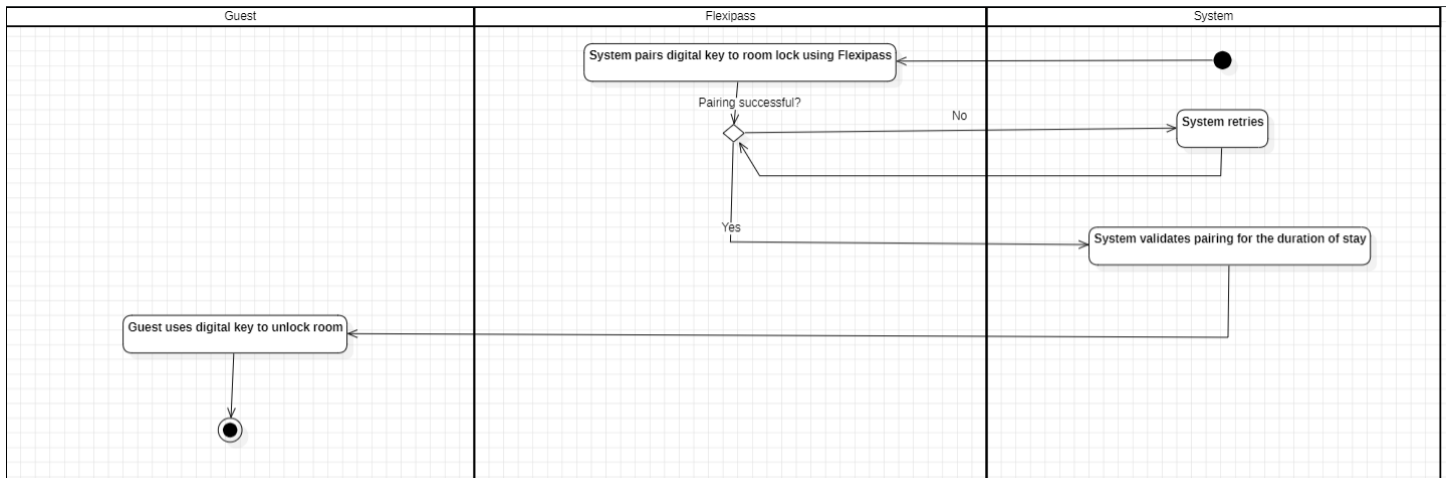 Guest
Flexipass
System
System pairs digital key to room lock using Flexipass
Pairing successful?
No
System retries
Yes
System validates pairing for the duration of stay
Guest uses digital key to unlock room